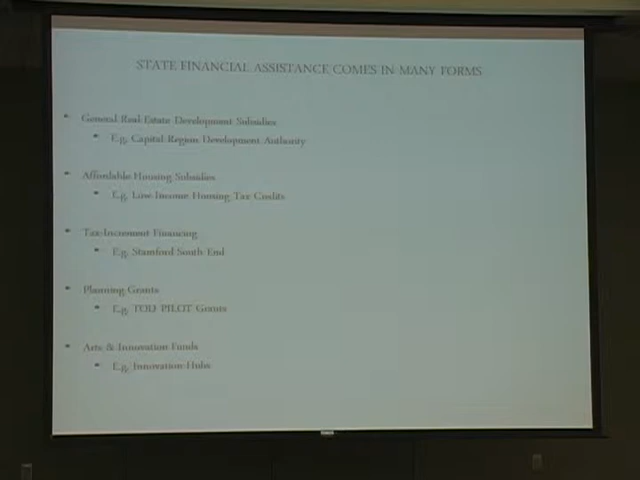 STATE FINANCIAL ASSISTANCE COMES IN MANY FORMS
General Real Estate Development Subsidies
E.g. Capital Region Development Authority
Affordable Housing Subsidies
E.g. Low-Income Housing Tax Credits
Tax-Increment Financing
E.g. Stamford South End
Planning Grants
E.g. TOD PILOT Grants
Arts & Innovation Funds
E.g. Innovation Hubs